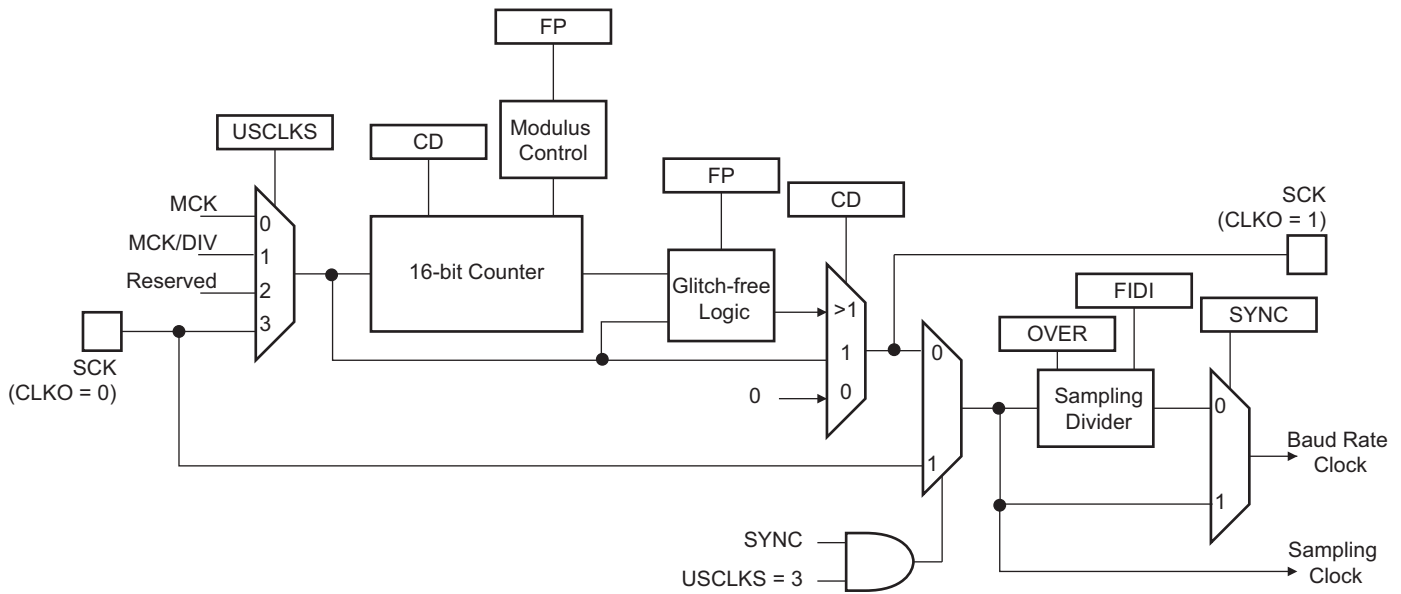 FP
USCLKS
CD
Modulus
Control
FP
CD
SCK
(CLKO = 1)
MCK
0
MCK/DIV
1
Reserved
2
3
16-bit Counter
Glitch-free
Logic
>1
1
0
0
SCK
(CLKO = 0)
FIDI
OVER
SYNC
0
1
Sampling
Divider
0
1
Baud Rate
Clock
SYNC
USCLKS = 3
Sampling
Clock